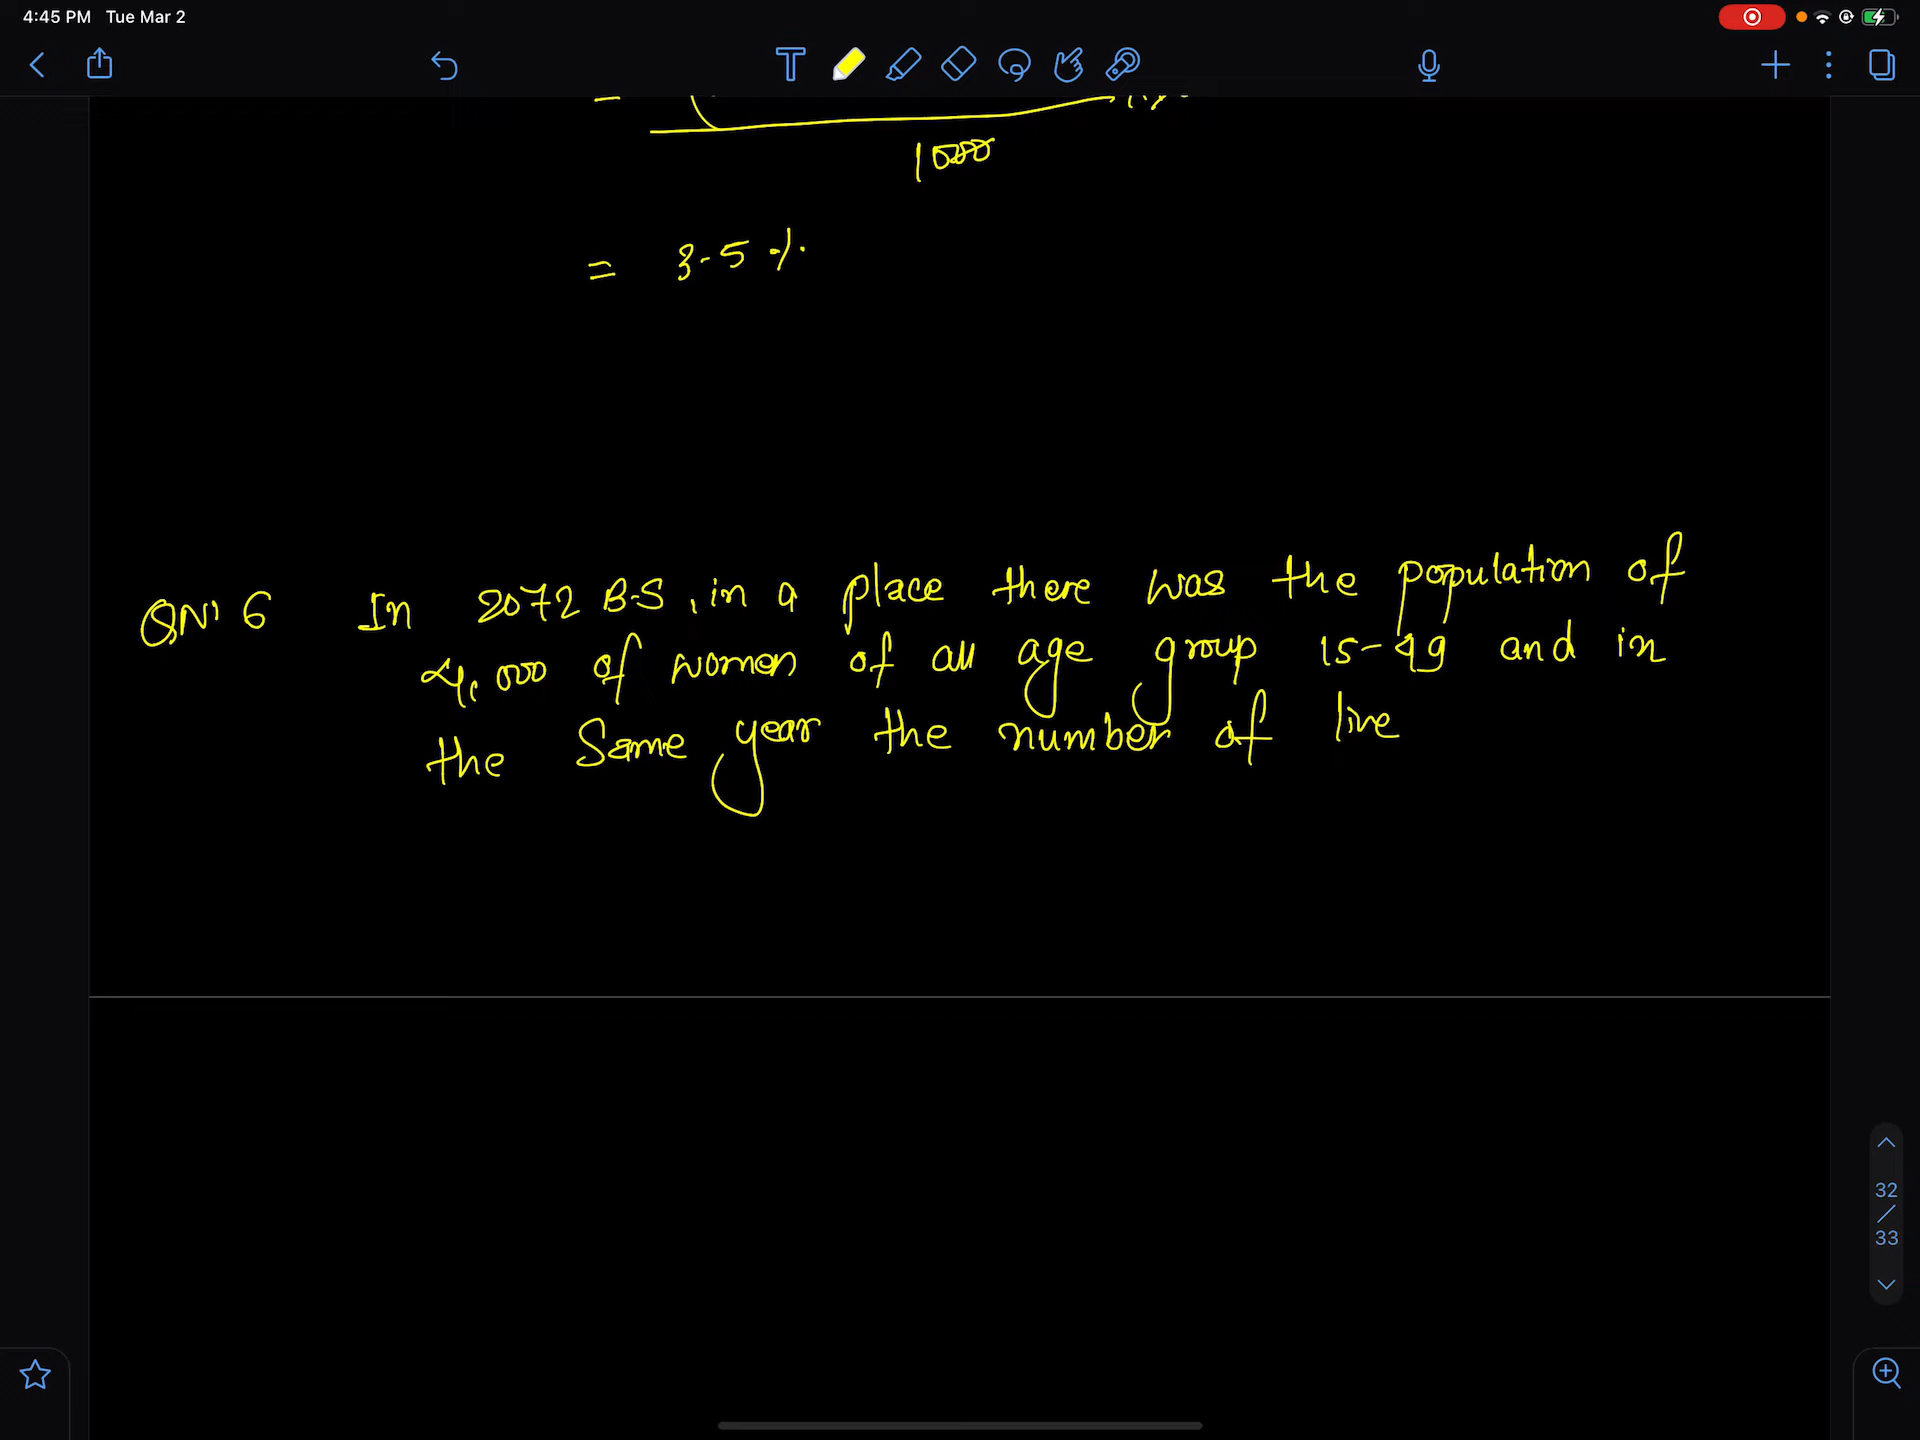 4:45 PM Tue Mar 2
=
1000
= 3.5 %
QN' 6 In 2072 B.S, in a place there was the population of
4,000 of women of all age group 15-49 and in
the same year the number of live
32
/
33